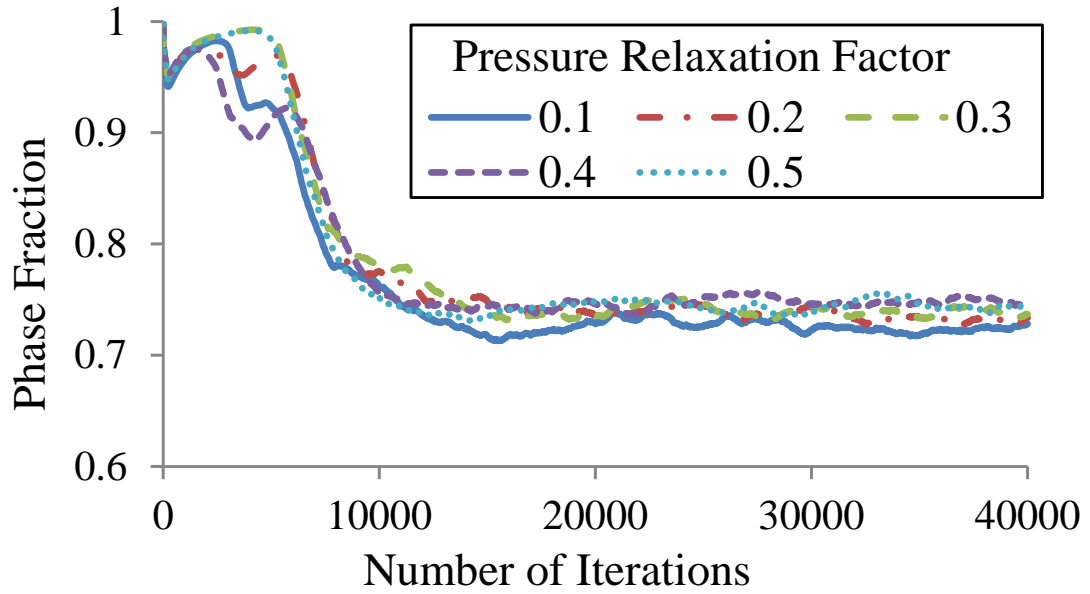 1
0.9
0.8
0.7
0.6
Phase Fraction
Pressure Relaxation Factor
0.1 0.2 0.3
0.4 0.5
0 10000 20000 30000 40000
Number of Iterations